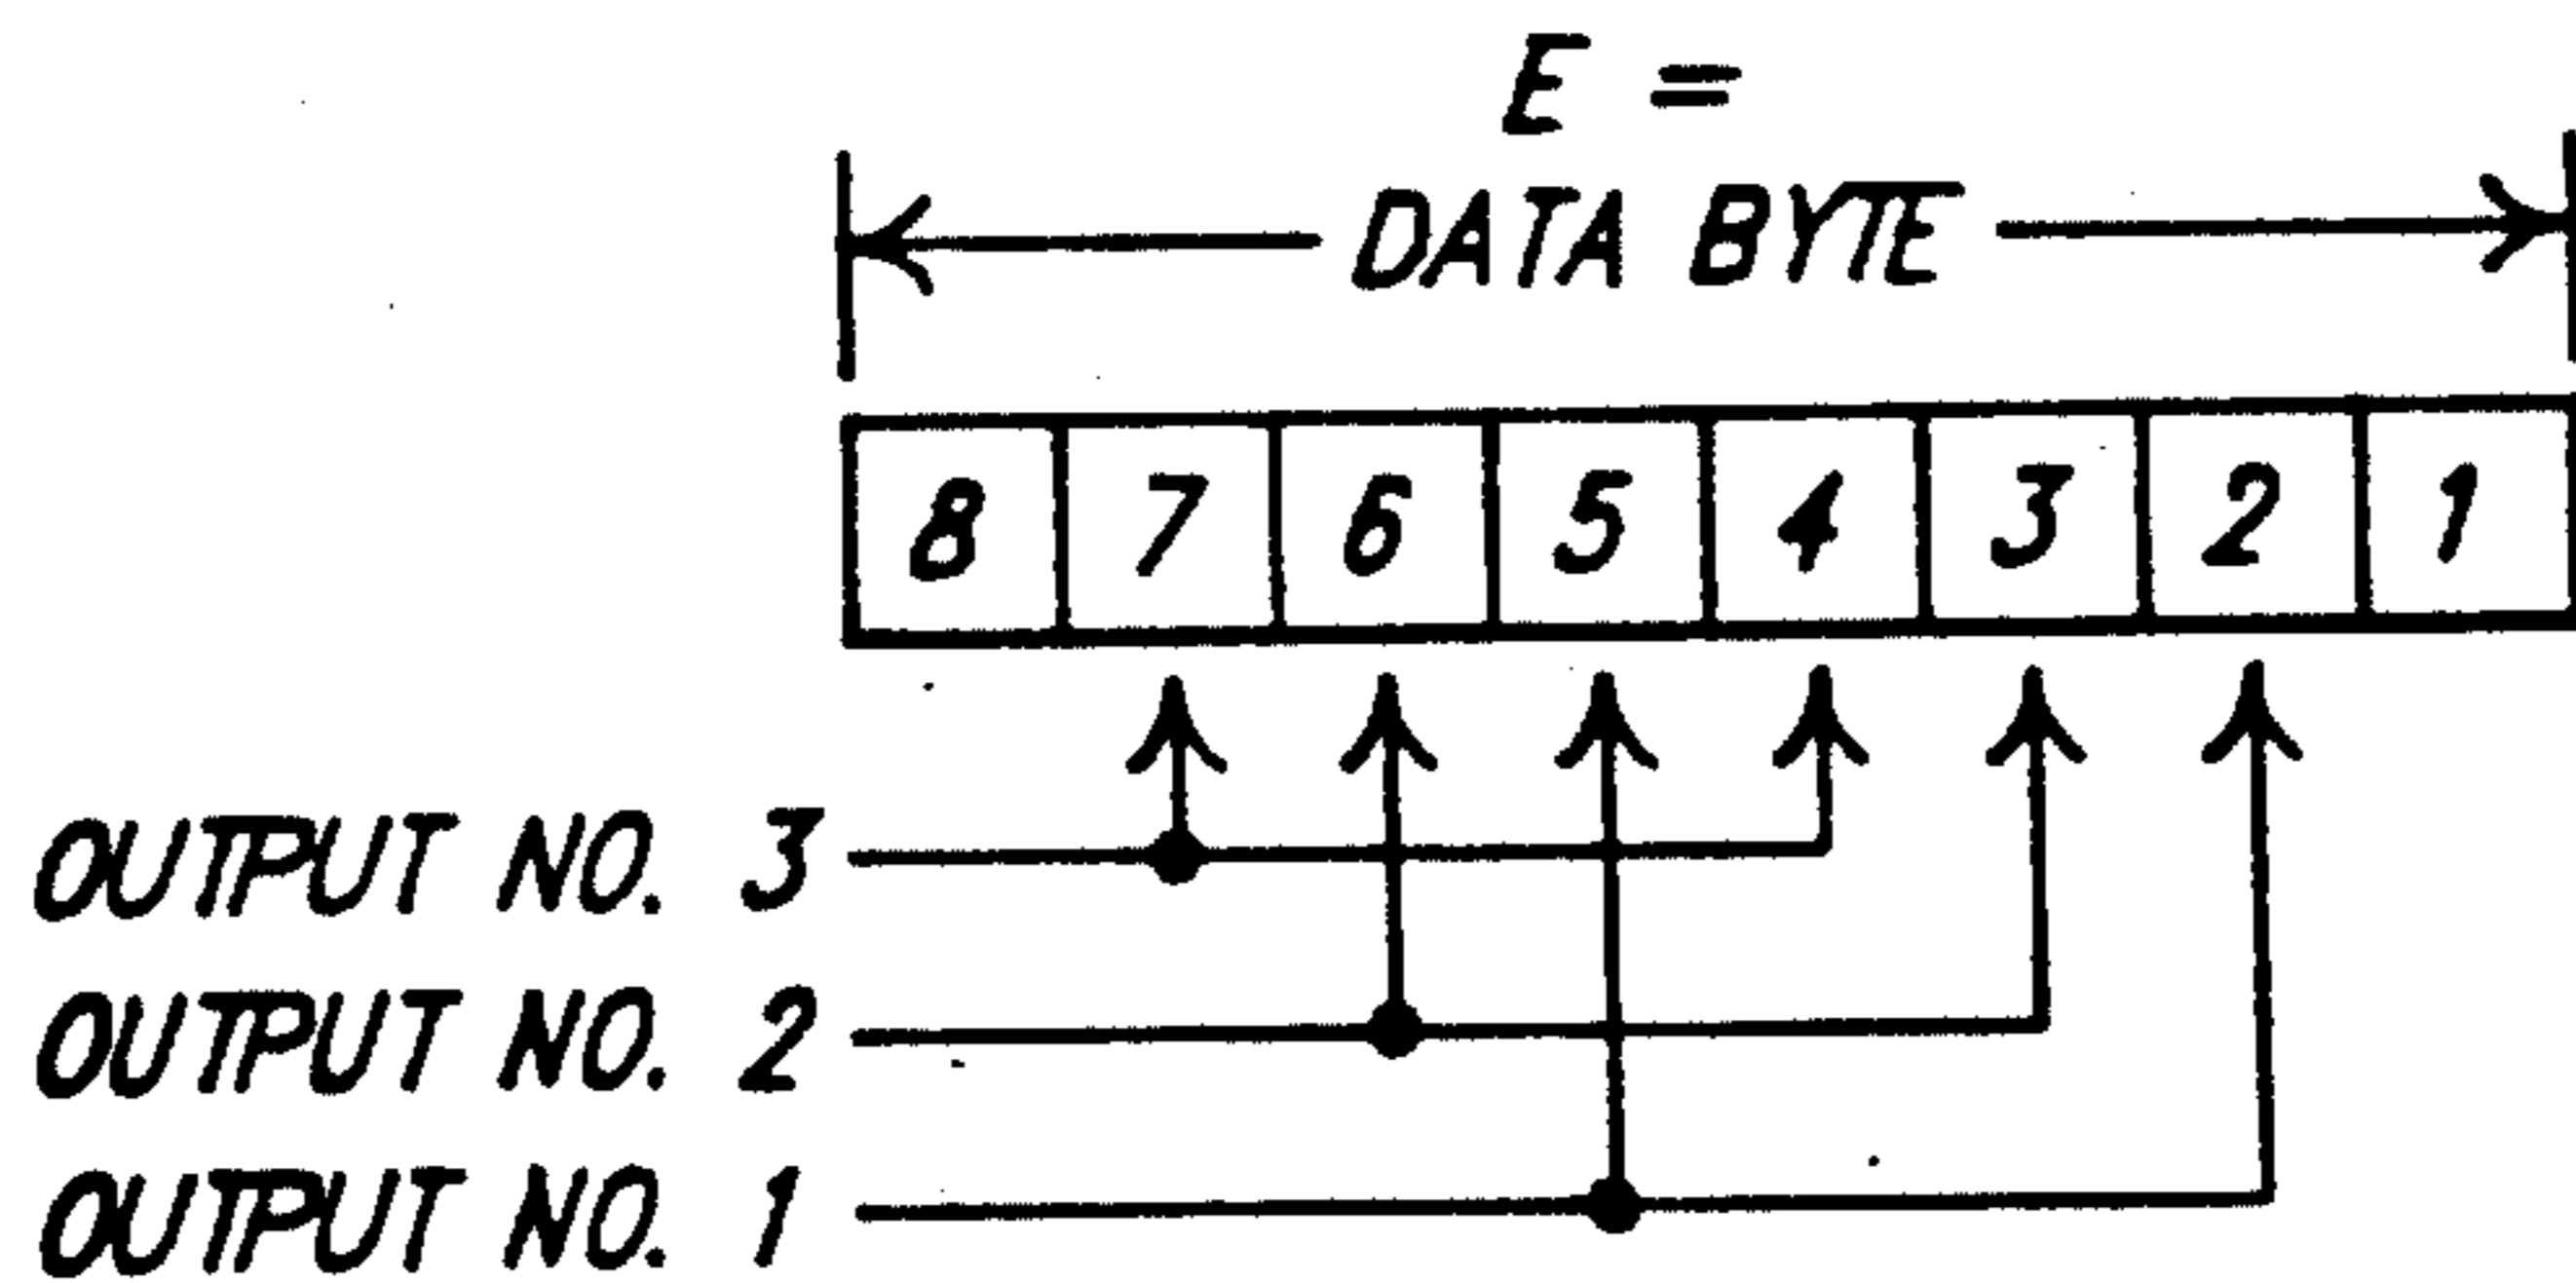 E =
DATA BYTE
8 7 6 5 4 3 2 1
OUTPUT NO. 3
OUTPUT NO. 2
OUTPUT NO. 1